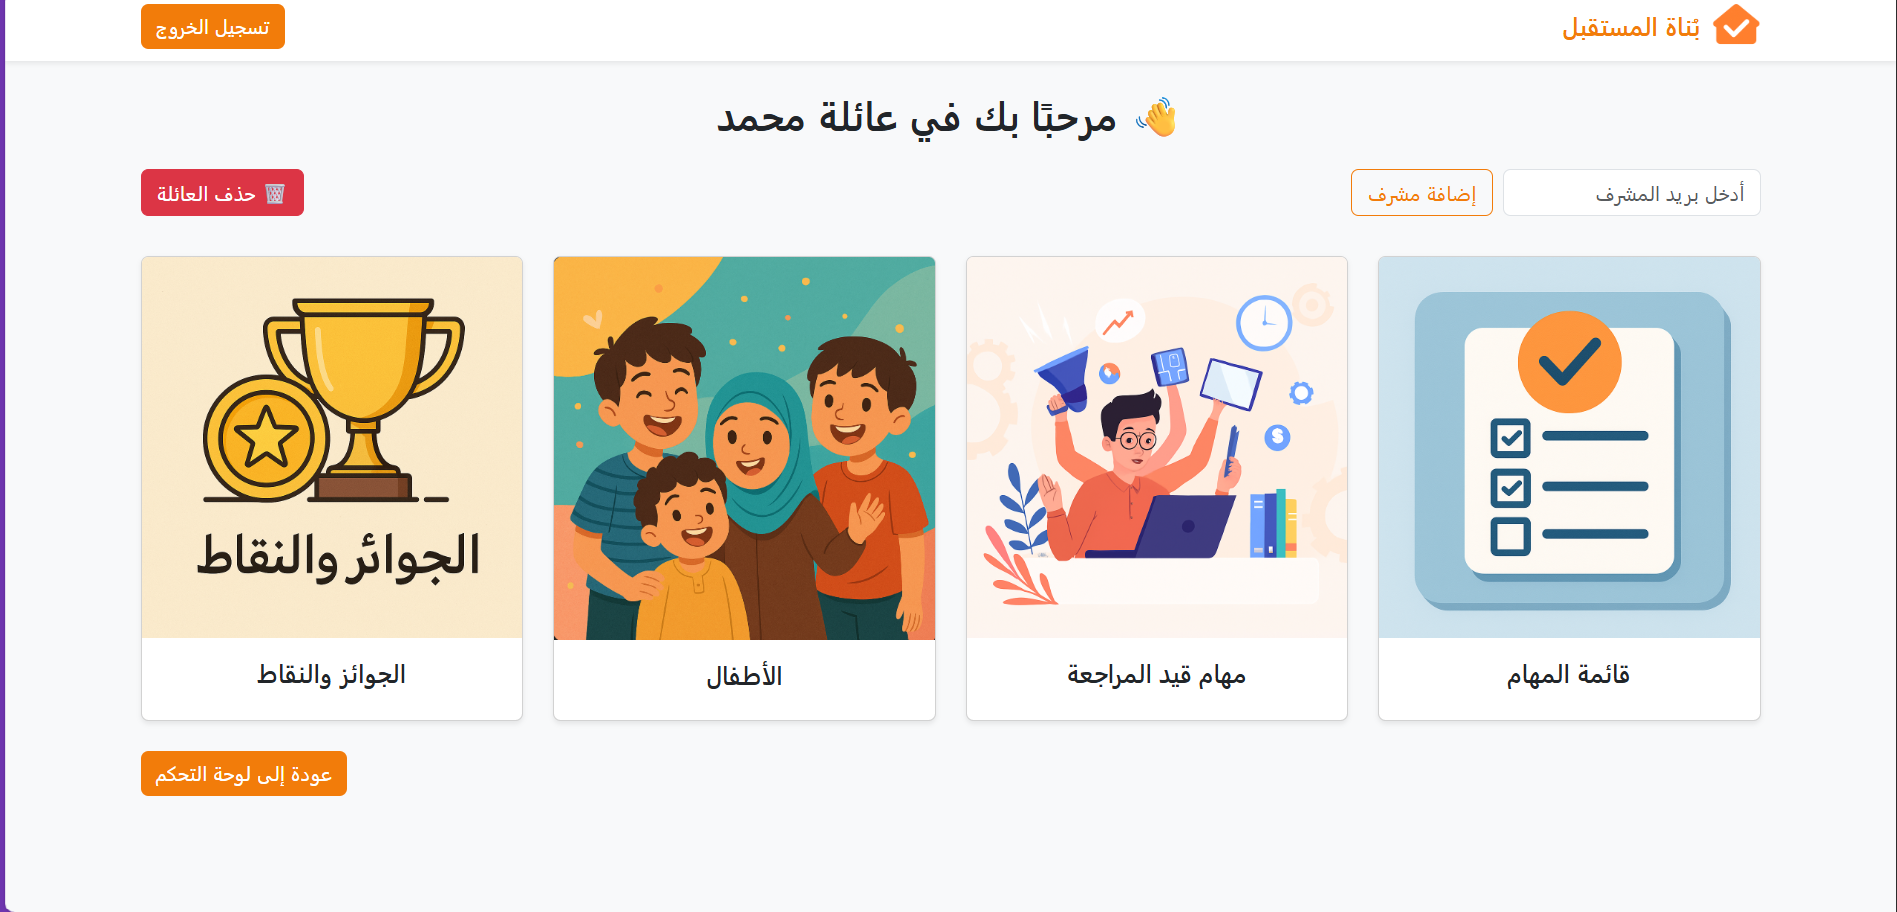 بُناة المستقبل
تسجيل الخروج
👋 مرحبًا بك في عائلة محمد
أدخل بريد المشرف
إضافة مشرف
🗑️ حذف العائلة
قائمة المهام
مهام قيد المراجعة
الأطفال
الجوائز والنقاط
الجوائز والنقاط
عودة إلى لوحة التحكم